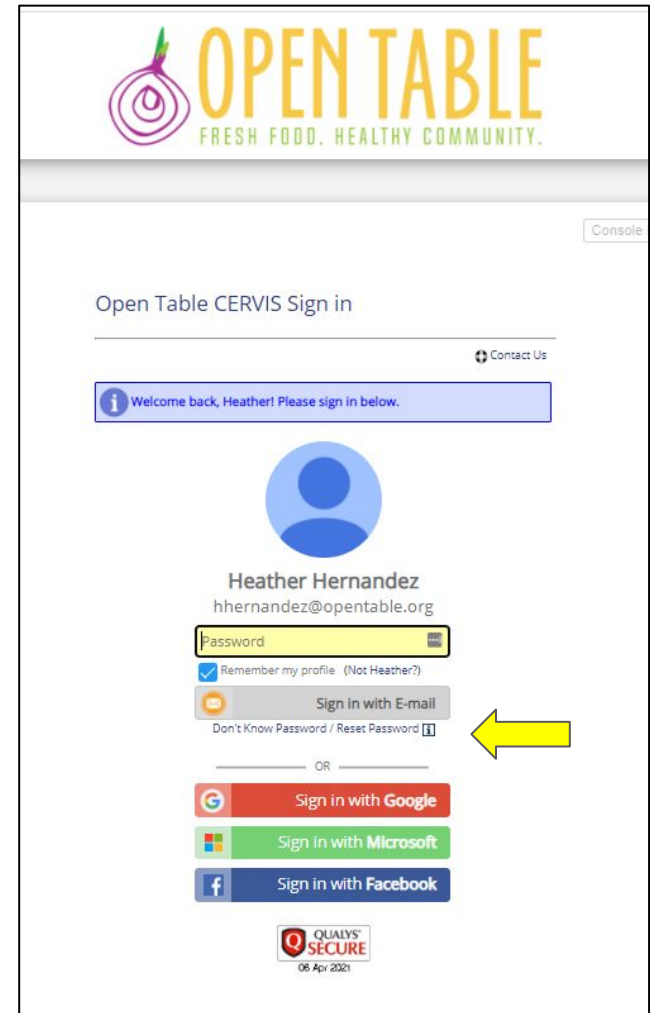 OPEN TABLE
FRESH FOOD. HEALTHY COMMUNITY.
Console
Open Table CERVIS Sign in
Contact Us
i Welcome back, Heather! Please sign in below.
Heather Hernandez
hhernandez@opentable.org
Password
Remember my profile (Not Heather?)
Sign in with E-mail
Don't Know Password / Reset Password i
OR
G Sign in with Google
Sign in with Microsoft
f Sign in with Facebook
Q QUALYS®
SECURE
06 Apr 2021